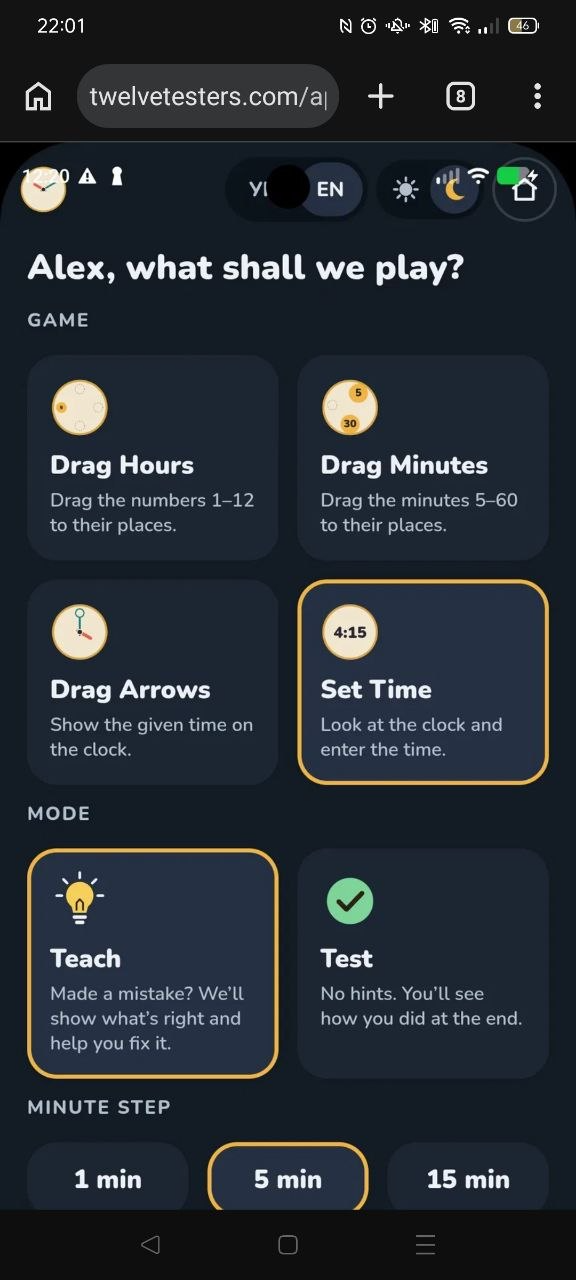 22:01
46
twelvetesters.com/a
8
12:20
EN
Alex, what shall we play?
GAME
5
30
Drag Hours
Drag the numbers 1–12
to their places.
Drag Minutes
Drag the minutes 5–60
to their places.
4:15
Drag Arrows
Show the given time on
the clock.
Set Time
Look at the clock and
enter the time.
MODE
Teach
Made a mistake? We'll
show what's right and
help you fix it.
Test
No hints. You'll see
how you did at the end.
MINUTE STEP
1 min
5 min
15 min